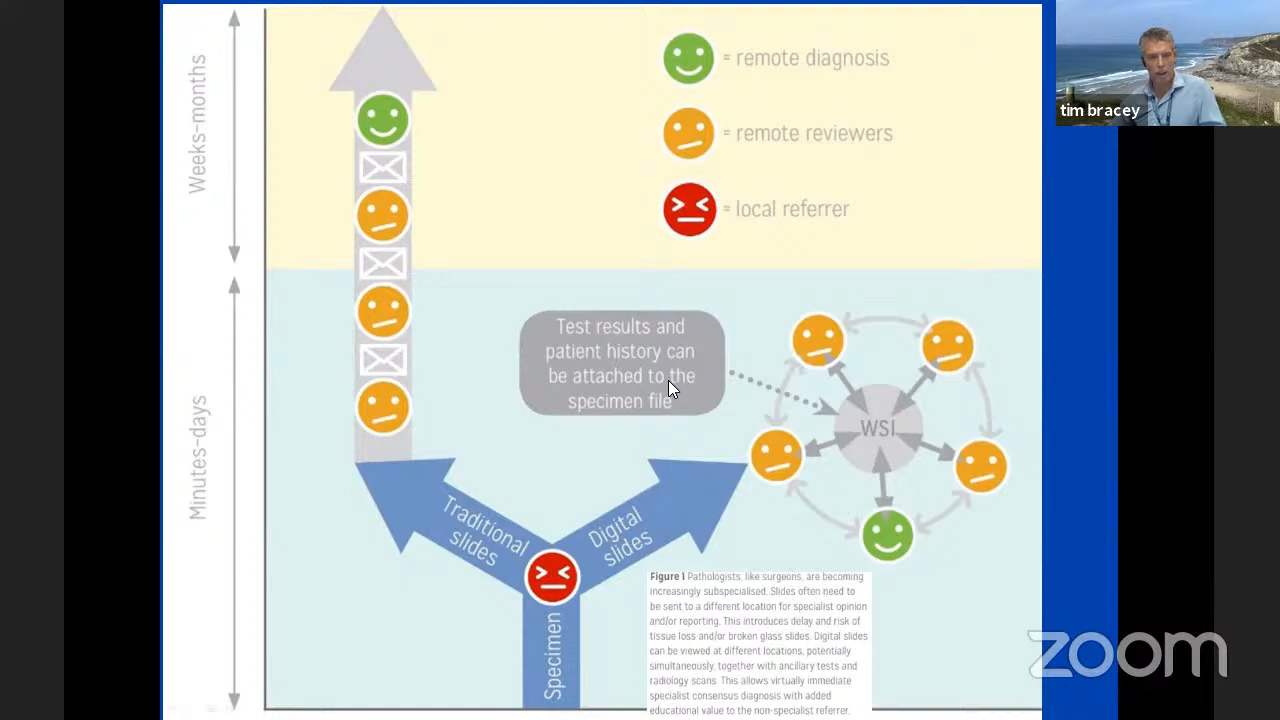 Weeks-months
Minutes-days
= remote diagnosis
= remote reviewers
= local referrer
Test results and
patient history can
be attached to the
specimen file
WSI
Traditional
slides
Digital
slides
Specimen
Figure 1 Pathologists, like surgeons, are becoming
increasingly subspecialised. Slides often need to
be sent to a different location for specialist opinion
and/or reporting. This introduces delay and risk of
tissue loss and/or broken glass slides. Digital slides
can be viewed at different locations, potentially
simultaneously, together with ancillary tests and
radiology scans. This allows virtually immediate
specialist consensus diagnosis with added
educational value to the non-specialist referrer.
tim bracey
zoom